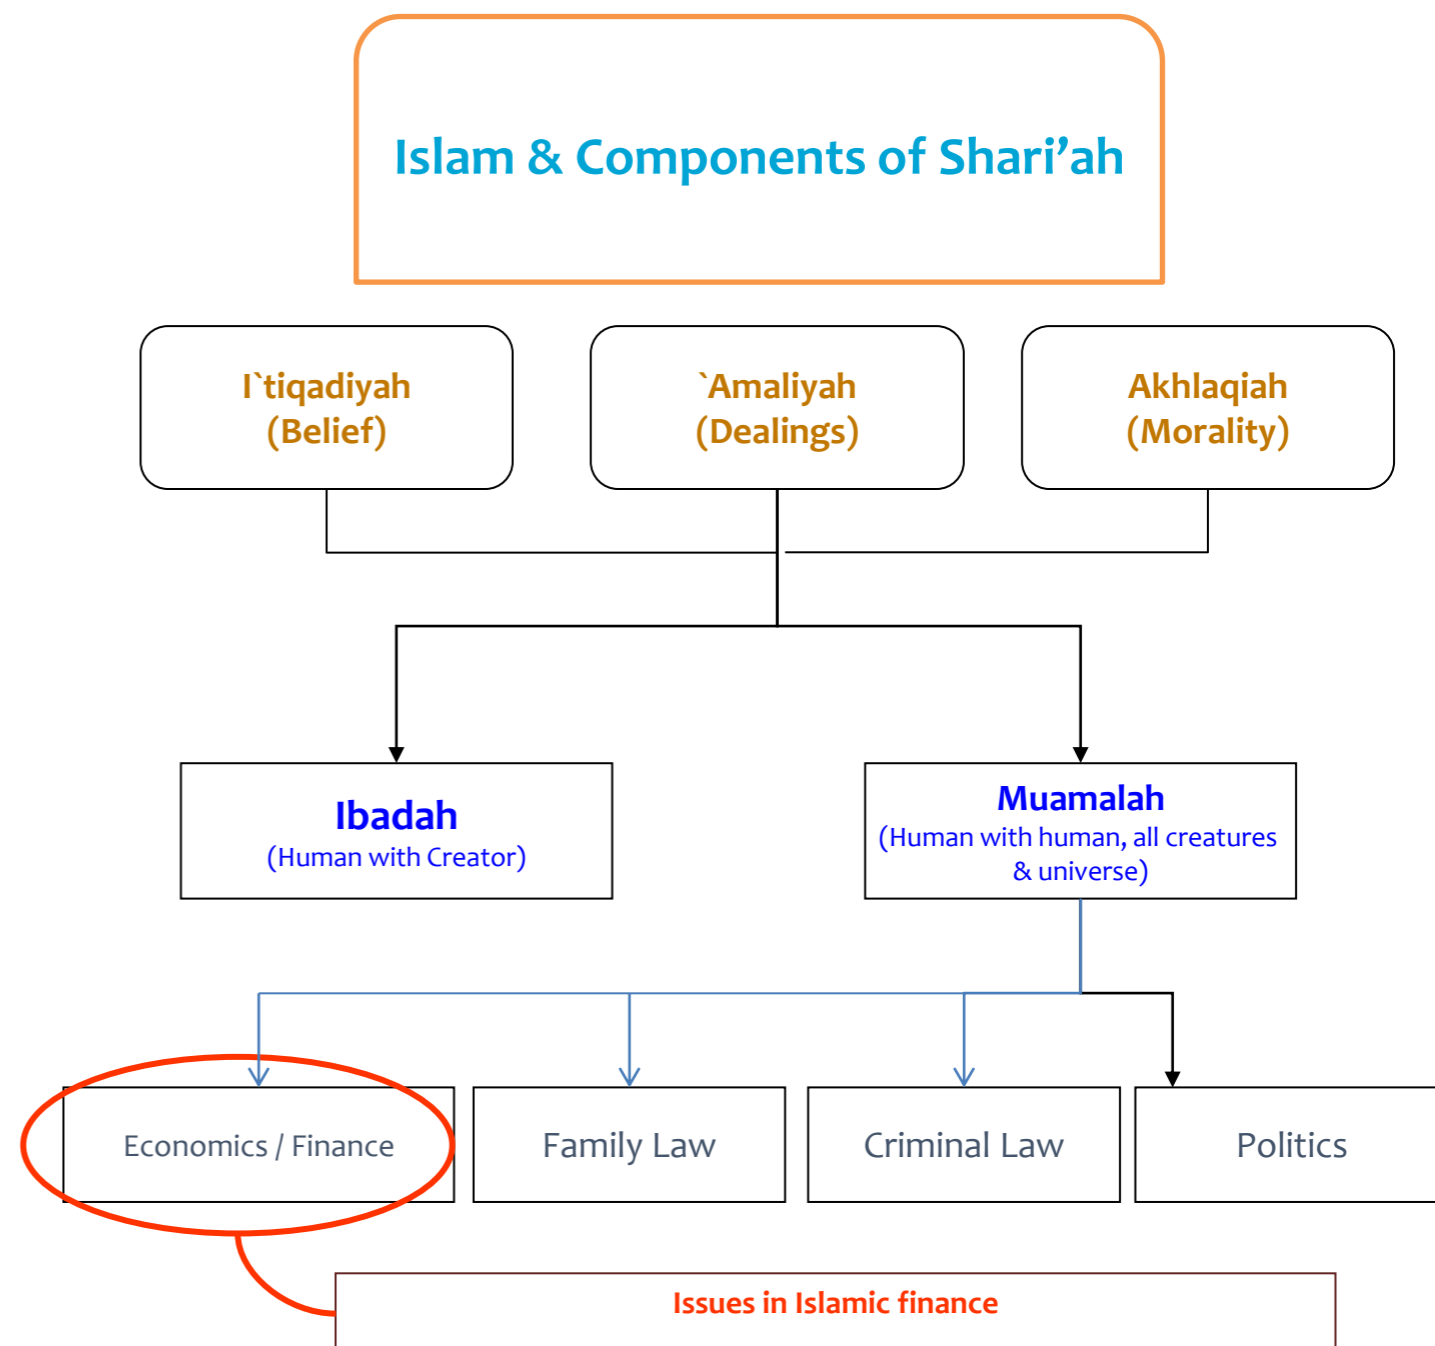 Islam & Components of Shari’ah
I`tiqadiyah
(Belief)
`Amaliyah
(Dealings)
Akhlaqiah
(Morality)
Ibadah
(Human with Creator)
Muamalah
(Human with human, all creatures
& universe)
Economics / Finance
Family Law
Criminal Law
Politics
Issues in Islamic finance